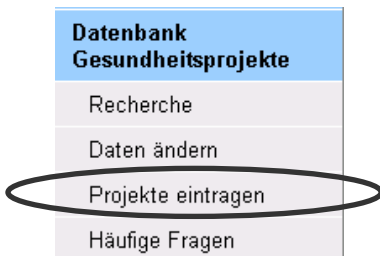 Datenbank
Gesundheitsprojekte
Recherche
Daten ändern
Projekte eintragen
Häufige Fragen